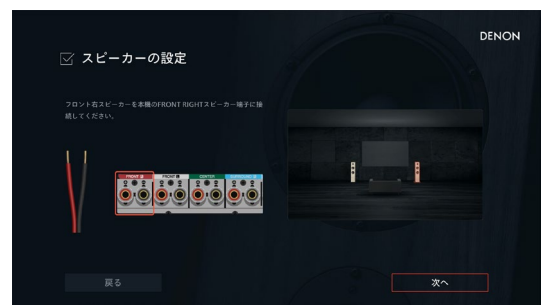 DENON
スピーカーの設定
フロント右スピーカーを本機のFRONT RIGHTスピーカー端子に接
続してください。
FRONT R
FRONT L
CENTER
SURROUND R
戻る
次へ